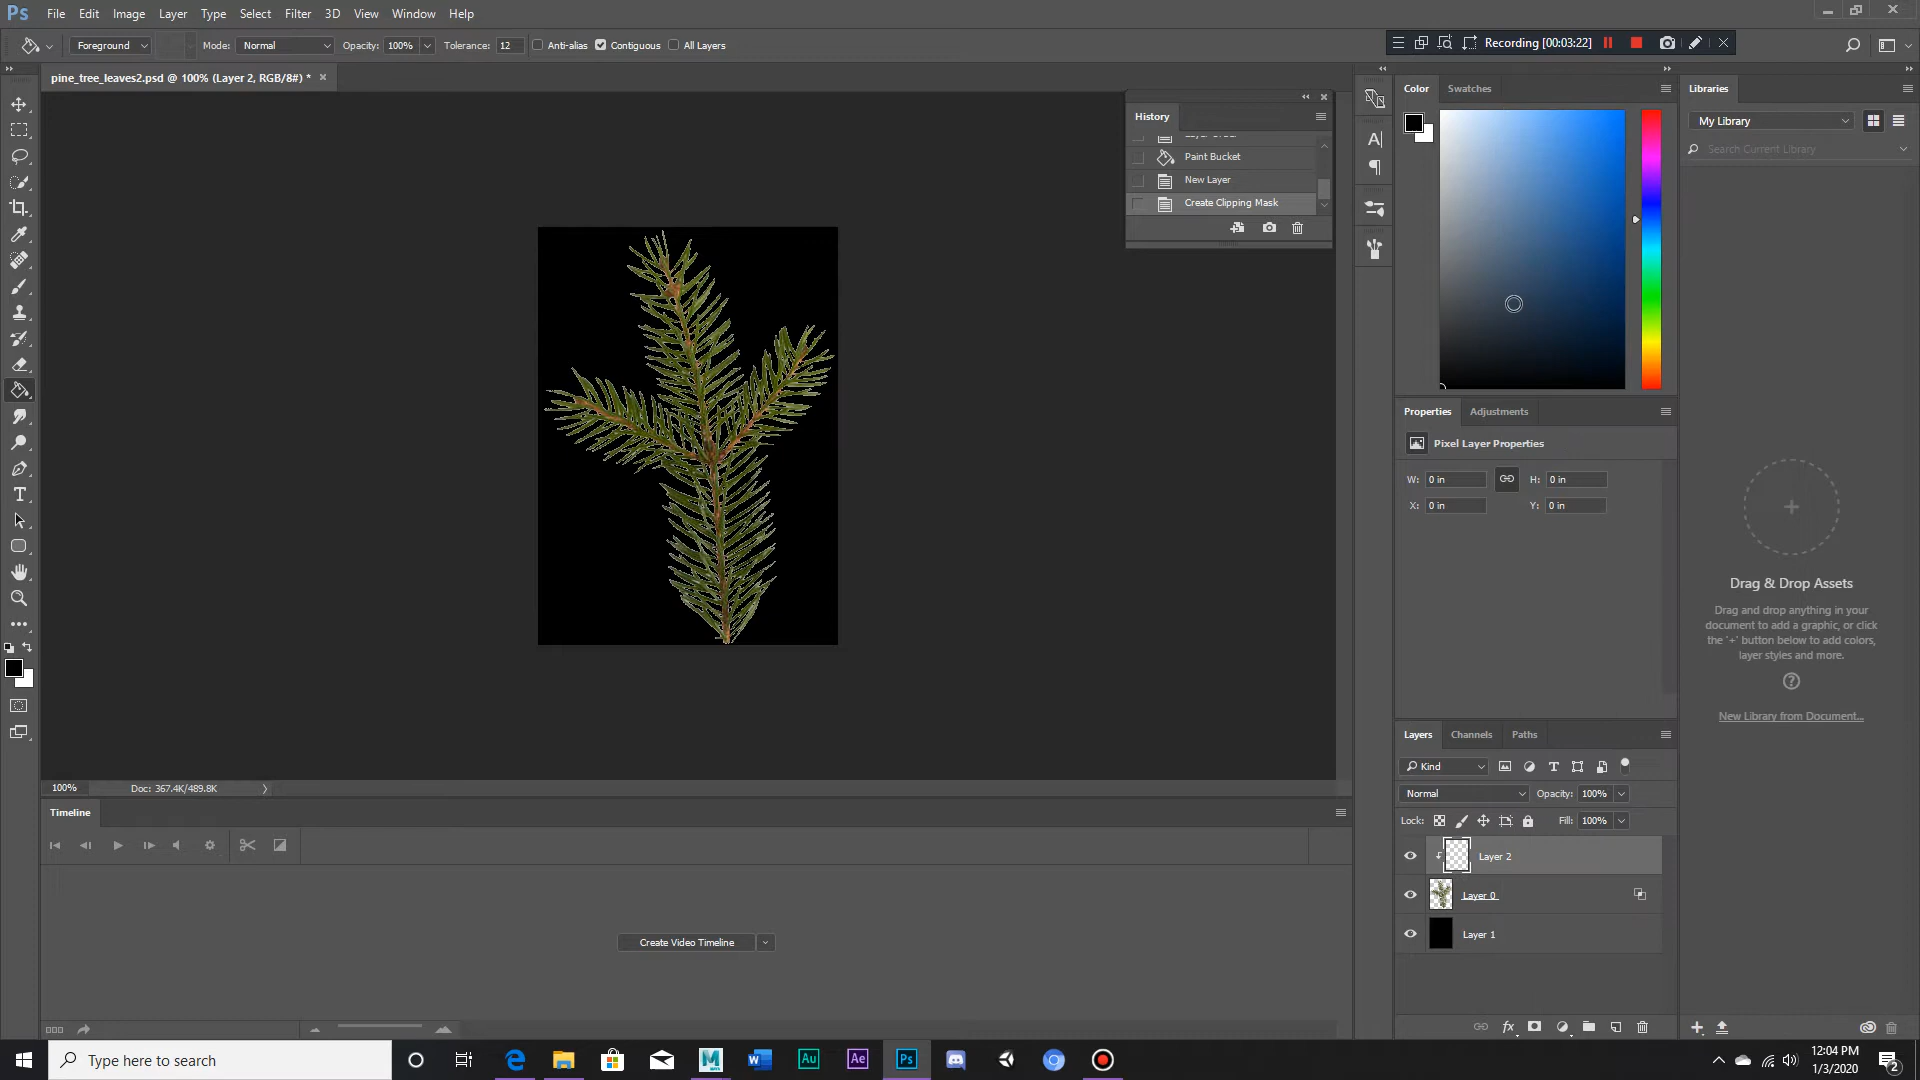 Ps File Edit Image Layer Type Select Filter 3D View Window Help
Foreground Mode: Normal Opacity: 100% Tolerance: 12 Anti-alias Contiguous All Layers
Recording [00:03:22]
pine_tree_leaves2.psd @ 100% (Layer 2, RGB/8#) *
History
Paint Bucket
New Layer
Create Clipping Mask
Color Swatches
Properties Adjustments
Pixel Layer Properties
W: 0 in H: 0 in
X: 0 in Y: 0 in
Libraries
My Library
Search Current Library
Drag & Drop Assets
Drag and drop anything in your
document to add a graphic, or click
the '+' button below to add colors,
layer styles and more.
New Library from Document...
Layers Channels Paths
Kind
Normal Opacity: 100%
Lock: Fill: 100%
Layer 2
Layer 0
Layer 1
100% Doc: 367.4K/489.8K
Timeline
Create Video Timeline
Type here to search
Au Ae Ps
12:04 PM
1/3/2020
2